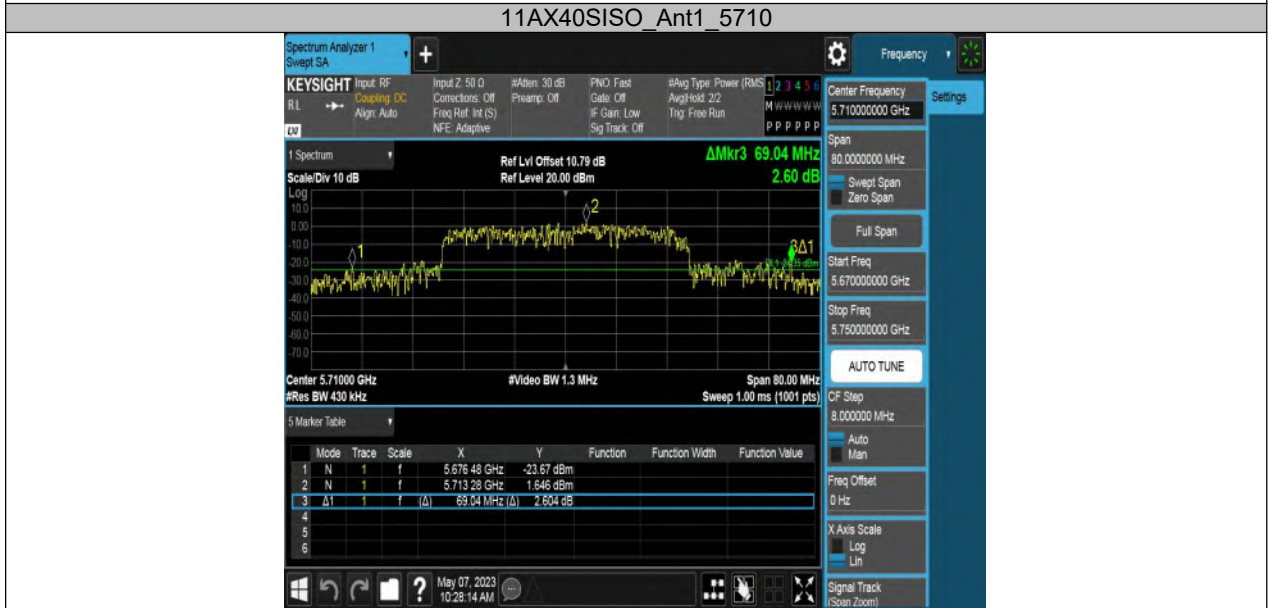 11AX40SISO_Ant1_5710
Spectrum Analyzer 1
Swept SA
Frequency
KEYSIGHT
RL
Input: RF
Coupling: DC
Align: Auto
Input Z: 50 Ω
Corrections: Off
Freq Ref: Int (S)
NFE: Adaptive
#Atten: 30 dB
Preamp: Off
PNO: Fast
Gate: Off
IF Gain: Low
Sig Track: Off
#Avg Type: Power (RMS
Avg|Hold: 2/2
Trig: Free Run
1 2 3 4 5 6
M W W W W W
P P P P P P
Center Frequency
5.710000000 GHz
Settings
Span
80.0000000 MHz
Swept Span
Zero Span
Full Span
Start Freq
5.670000000 GHz
Stop Freq
5.750000000 GHz
AUTO TUNE
CF Step
8.000000 MHz
Auto
Man
Freq Offset
0 Hz
X Axis Scale
Log
Lin
Signal Track
(Span Zoom)
1 Spectrum
Scale/Div 10 dB
Ref Lvl Offset 10.79 dB
Ref Level 20.00 dBm
ΔMkr3 69.04 MHz
2.60 dB
Log
10.0
0.00
-10.0
-20.0
-30.0
-40.0
-50.0
-60.0
-70.0
1
2
3Δ1
Center 5.71000 GHz
#Res BW 430 kHz
#Video BW 1.3 MHz
Span 80.00 MHz
Sweep 1.00 ms (1001 pts)
5 Marker Table
Mode Trace Scale X Y Function Function Width Function Value
1 N 1 f 5.676 48 GHz -23.67 dBm
2 N 1 f 5.713 28 GHz 1.646 dBm
3 Δ1 1 f (Δ) 69.04 MHz (Δ) 2.604 dB
4
5
6
May 07, 2023
10:28:14 AM